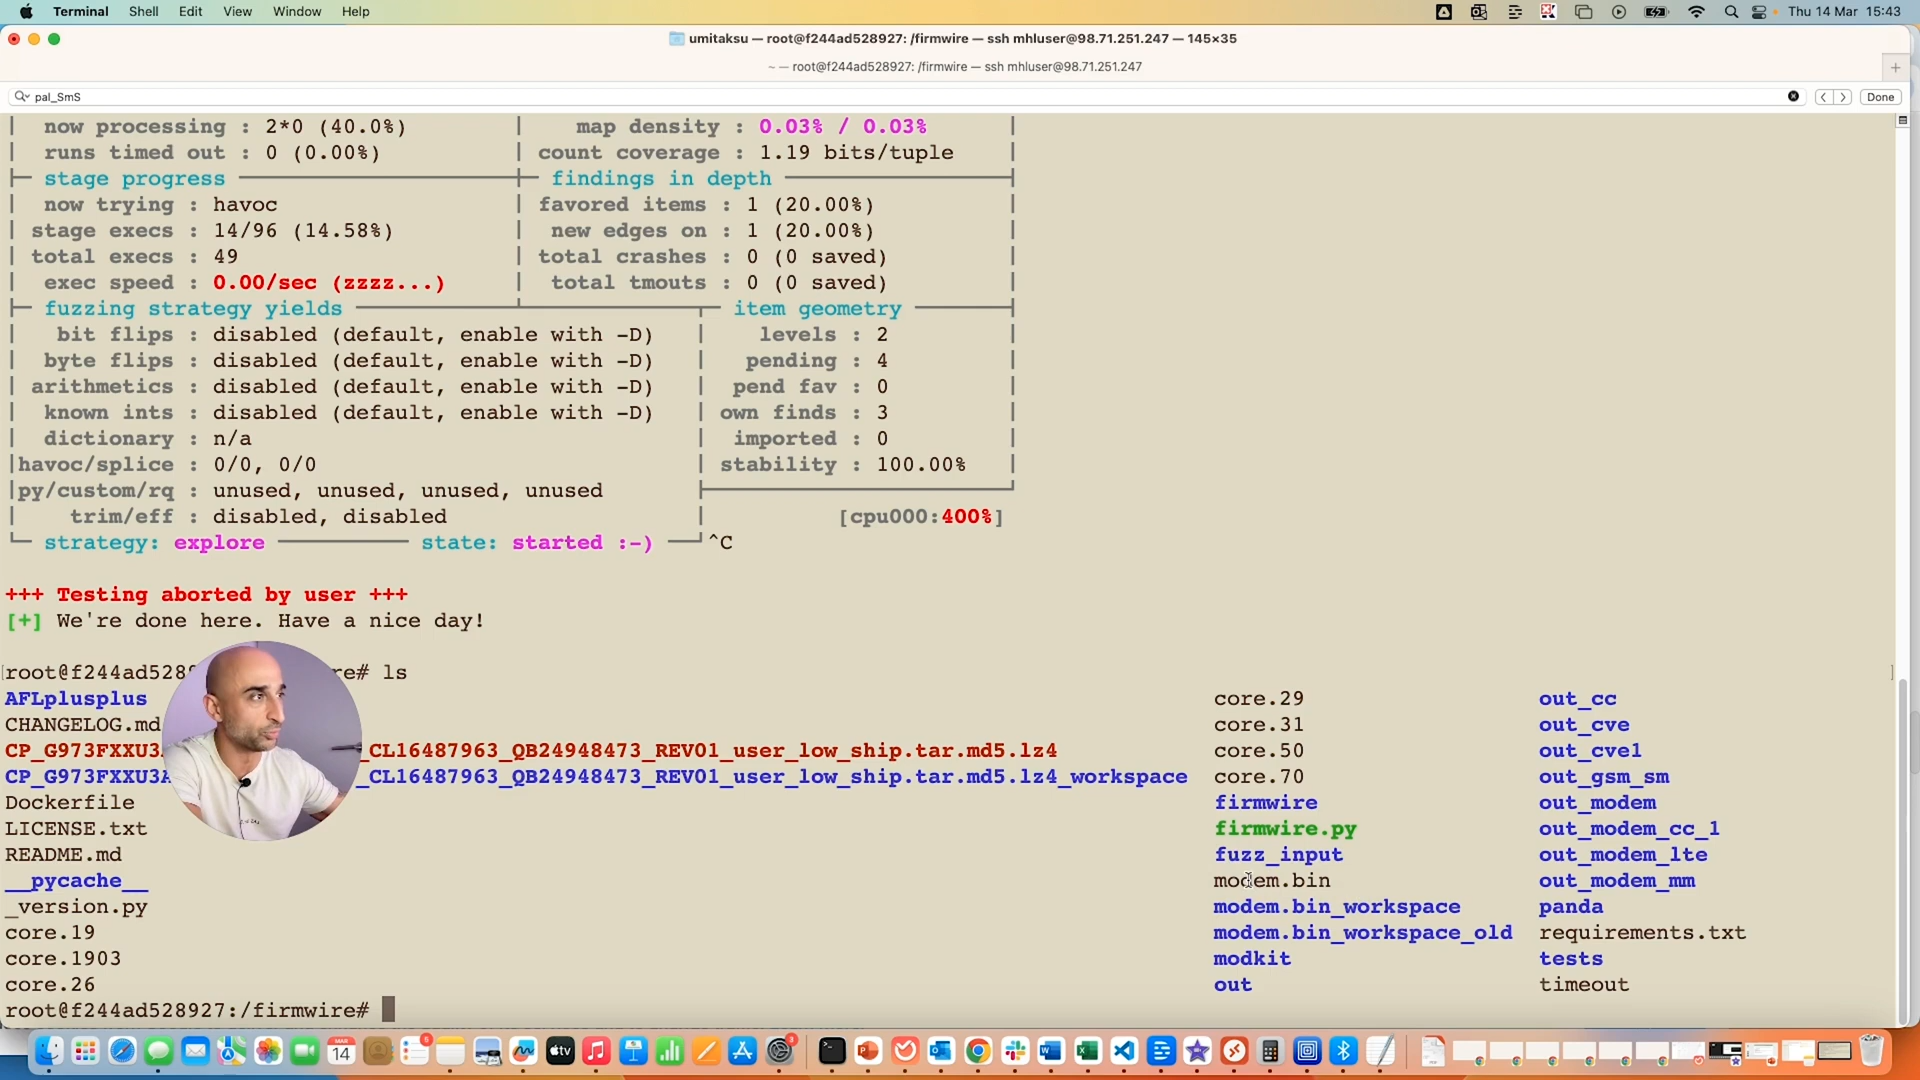 Terminal Shell Edit View Window Help Thu 14 Mar 15:43
umitaksu — root@f244ad528927: /firmwire — ssh mhluser@98.71.251.247 — 145×35
~ — root@f244ad528927: /firmwire — ssh mhluser@98.71.251.247
pal_SmS Done
now processing : 2*0 (40.0%) map density : 0.03% / 0.03%
runs timed out : 0 (0.00%) count coverage : 1.19 bits/tuple
stage progress findings in depth
now trying : havoc favored items : 1 (20.00%)
stage execs : 14/96 (14.58%) new edges on : 1 (20.00%)
total execs : 49 total crashes : 0 (0 saved)
exec speed : 0.00/sec (zzzz...) total tmouts : 0 (0 saved)
fuzzing strategy yields item geometry
bit flips : disabled (default, enable with -D) levels : 2
byte flips : disabled (default, enable with -D) pending : 4
arithmetics : disabled (default, enable with -D) pend fav : 0
known ints : disabled (default, enable with -D) own finds : 3
dictionary : n/a imported : 0
havoc/splice : 0/0, 0/0 stability : 100.00%
py/custom/rq : unused, unused, unused, unused
trim/eff : disabled, disabled [cpu000:400%]
strategy: explore state: started :-) ^C
+++ Testing aborted by user +++
[+] We're done here. Have a nice day!
root@f244ad528 re# ls
AFLplusplus core.29 out_cc
CHANGELOG.md core.31 out_cve
CP_G973FXXU3 _CL16487963_QB24948473_REV01_user_low_ship.tar.md5.lz4 core.50 out_cve1
CP_G973FXXU3 _CL16487963_QB24948473_REV01_user_low_ship.tar.md5.lz4_workspace core.70 out_gsm_sm
Dockerfile firmwire out_modem
LICENSE.txt firmwire.py out_modem_cc_1
README.md fuzz_input out_modem_lte
__pycache__ modem.bin out_modem_mm
_version.py modem.bin_workspace panda
core.19 modem.bin_workspace_old requirements.txt
core.1903 modkit tests
core.26 out timeout
root@f244ad528927:/firmwire#